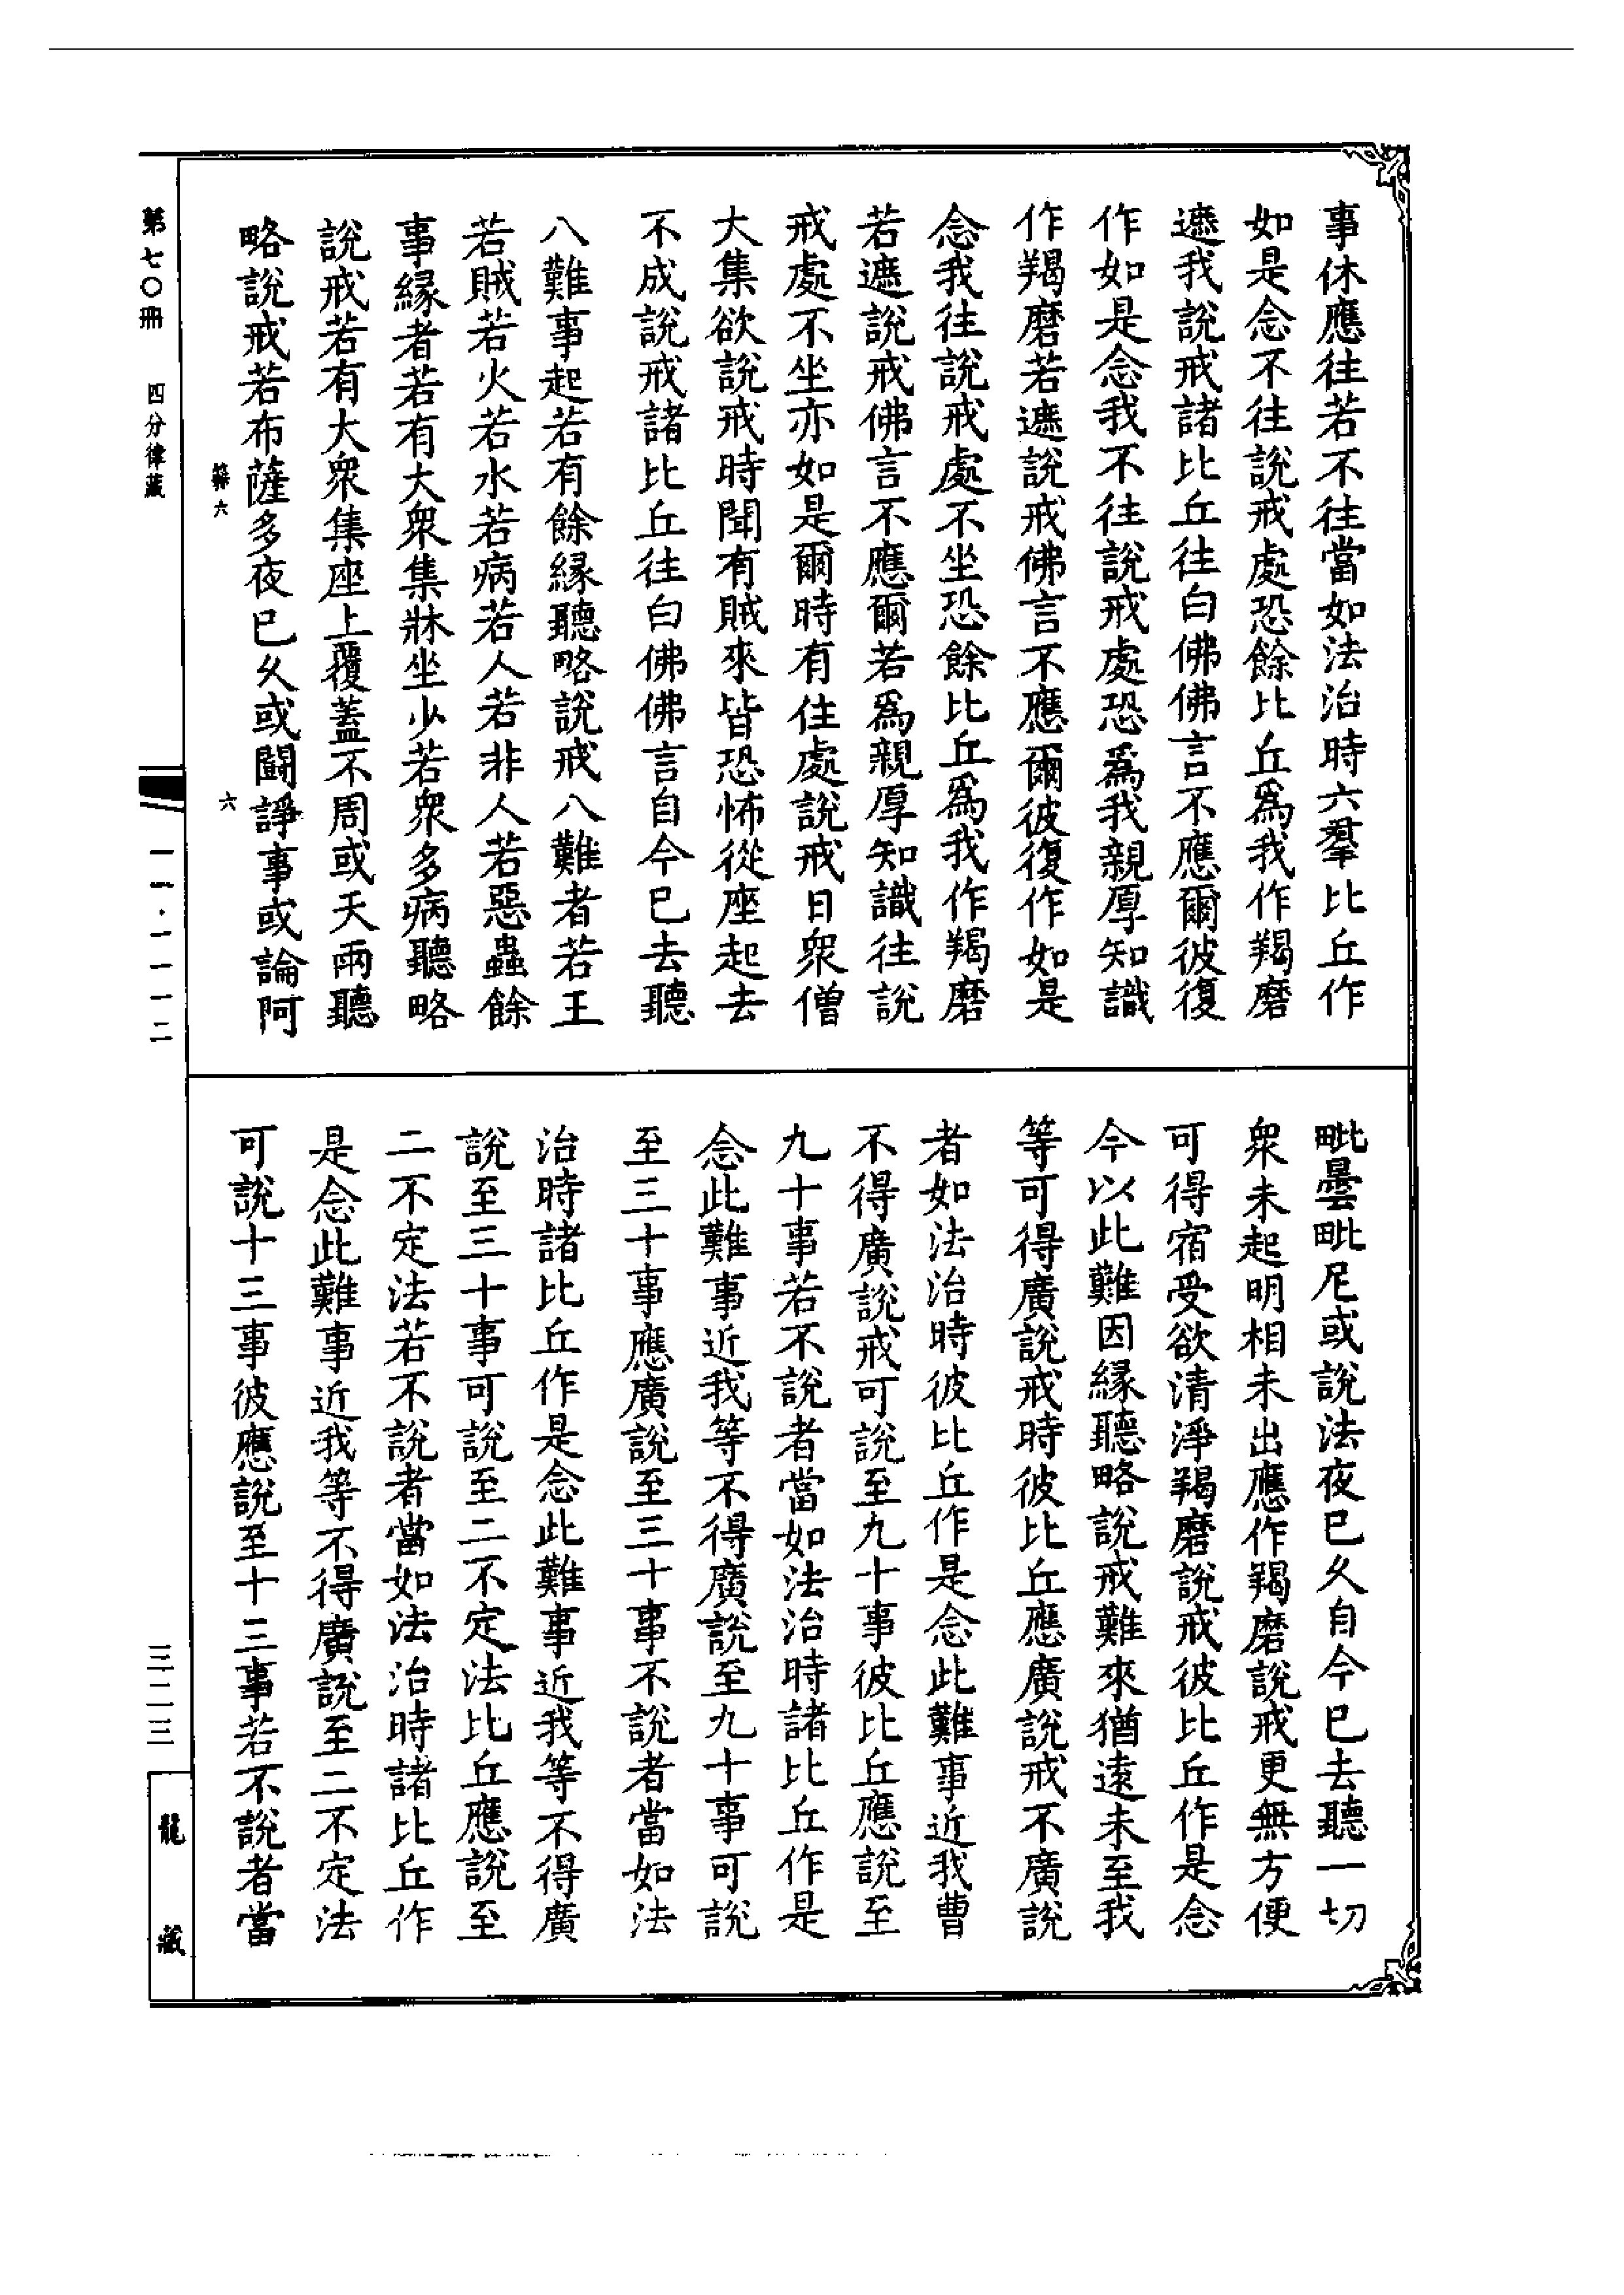 事休應往若不往當如法治時六羣比丘作
如是念不往說戒處恐餘比丘爲我作羯磨
遮我說戒諸比丘往白佛佛言不應爾彼復
作如是念我不往說戒處恐爲我親厚知識
作羯磨若遮說戒佛言不應爾彼復作如是
念我往說戒處不坐恐餘比丘爲我作羯磨
若遮說戒佛言不應爾若爲親厚知識往說
戒處不坐亦如是爾時有住處說戒日衆僧
大集欲說戒時聞有賊來皆恐怖從座起去
不成說戒諸比丘往白佛佛言自今已去聽
八難事起若有餘緣聽略說戒八難者若王
若賊若火若水若病若人若非人若惡蟲餘
事緣者若有大衆集牀坐少若衆多病聽略
說戒若有大衆集座上覆蓋不周或天雨聽
略說戒若布薩多夜已久或鬬諍事或論阿
毗曇毗尼或說法夜已久自今已去聽一切
衆未起明相未出應作羯磨說戒更無方便
可得宿受欲清淨羯磨說戒彼比丘作是念
今以此難因緣聽略說戒難來猶遠未至我
等可得廣說戒時彼比丘應廣說戒不廣說
者如法治時彼比丘作是念此難事近我曹
不得廣說戒可說至九十事彼比丘應說至
九十事若不說者當如法治時諸比丘作是
念此難事近我等不得廣說至九十事可說
至三十事應廣說至三十事不說者當如法
治時諸比丘作是念此難事近我等不得廣
說至三十事可說至二不定法比丘應說至
二不定法若不說者當如法治時諸比丘作
是念此難事近我等不得廣說至二不定法
可說十三事彼應說至十三事若不說者當
第七〇冊 四分律藏
六
六
一一·一一一二
三二三
龍藏